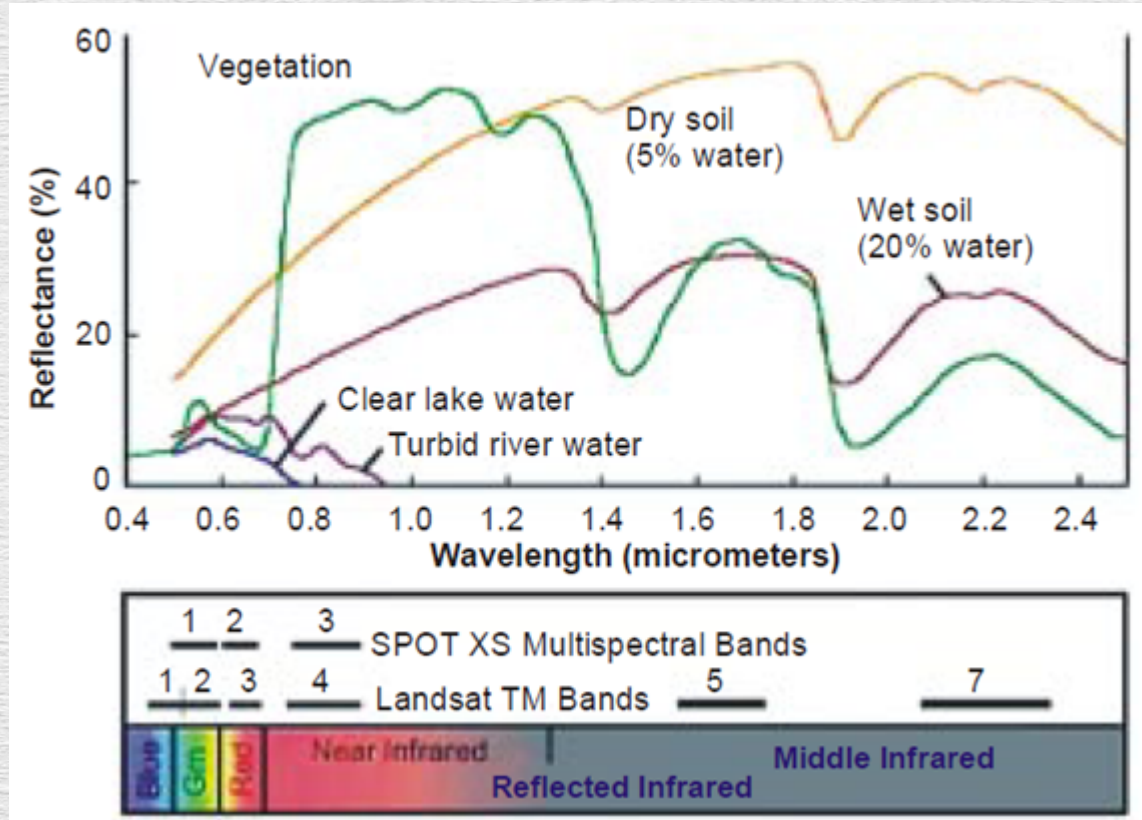 60
Vegetation
Dry soil
(5% water)
40
Wet soil
(20% water)
Reflectance (%)
20
Clear lake water
Turbid river water
0
0.4 0.6 0.8 1.0 1.2 1.4 1.6 1.8 2.0 2.2 2.4
Wavelength (micrometers)
1 2 3 SPOT XS Multispectral Bands
1 2 3 4 Landsat TM Bands 5 7
Blue Grn Red Near Infrared Middle Infrared
Reflected Infrared